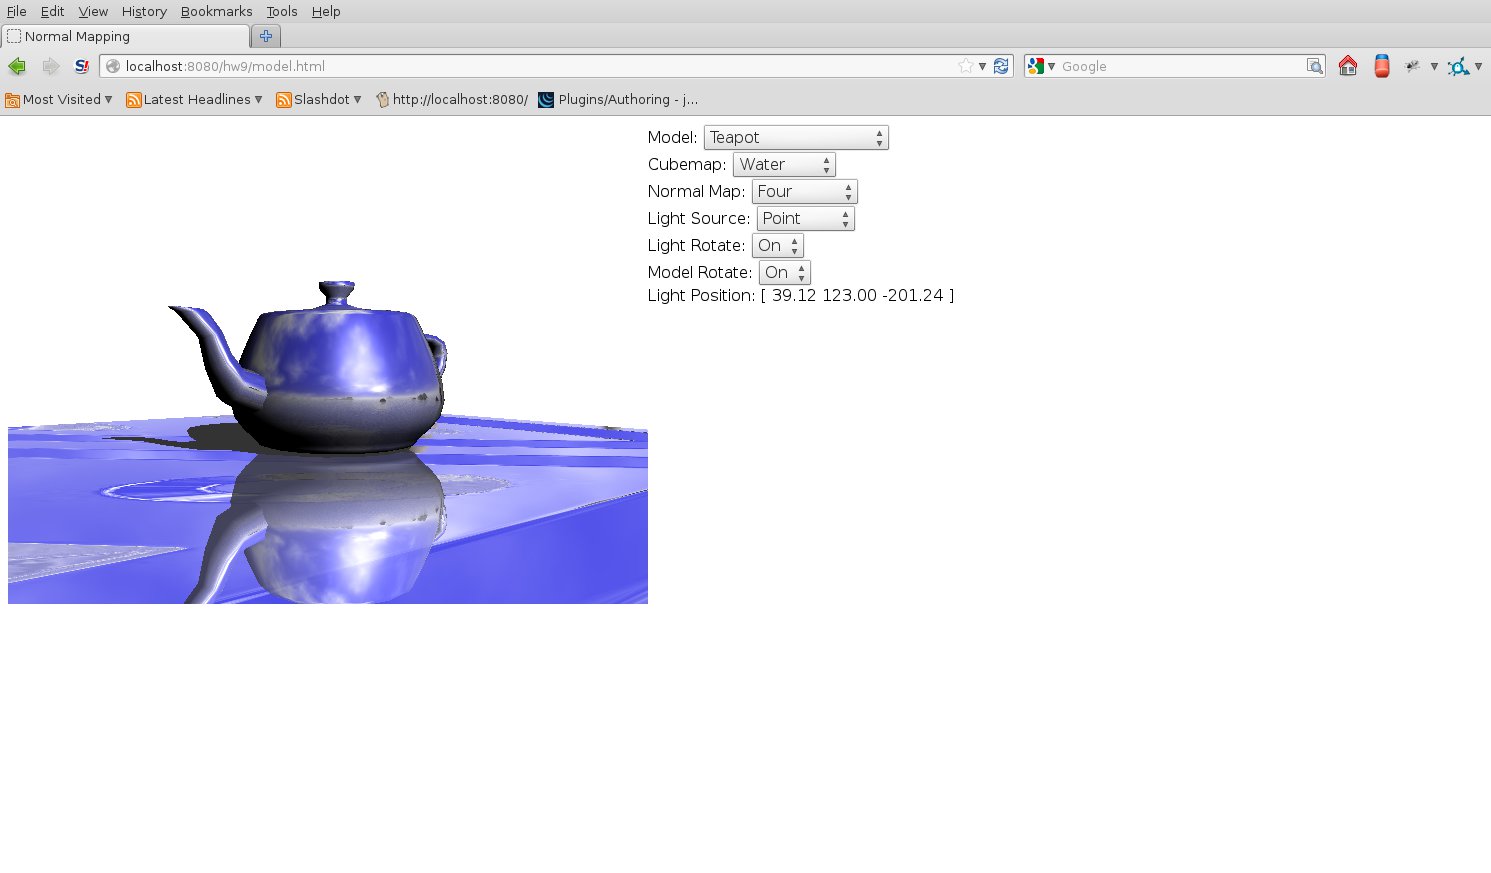 File Edit View History Bookmarks Tools Help
Normal Mapping
S! localhost:8080/hw9/model.html Google
Most Visited Latest Headlines Slashdot http://localhost:8080/ Plugins/Authoring - j...
Model: Teapot
Cubemap: Water
Normal Map: Four
Light Source: Point
Light Rotate: On
Model Rotate: On
Light Position: [ 39.12 123.00 -201.24 ]